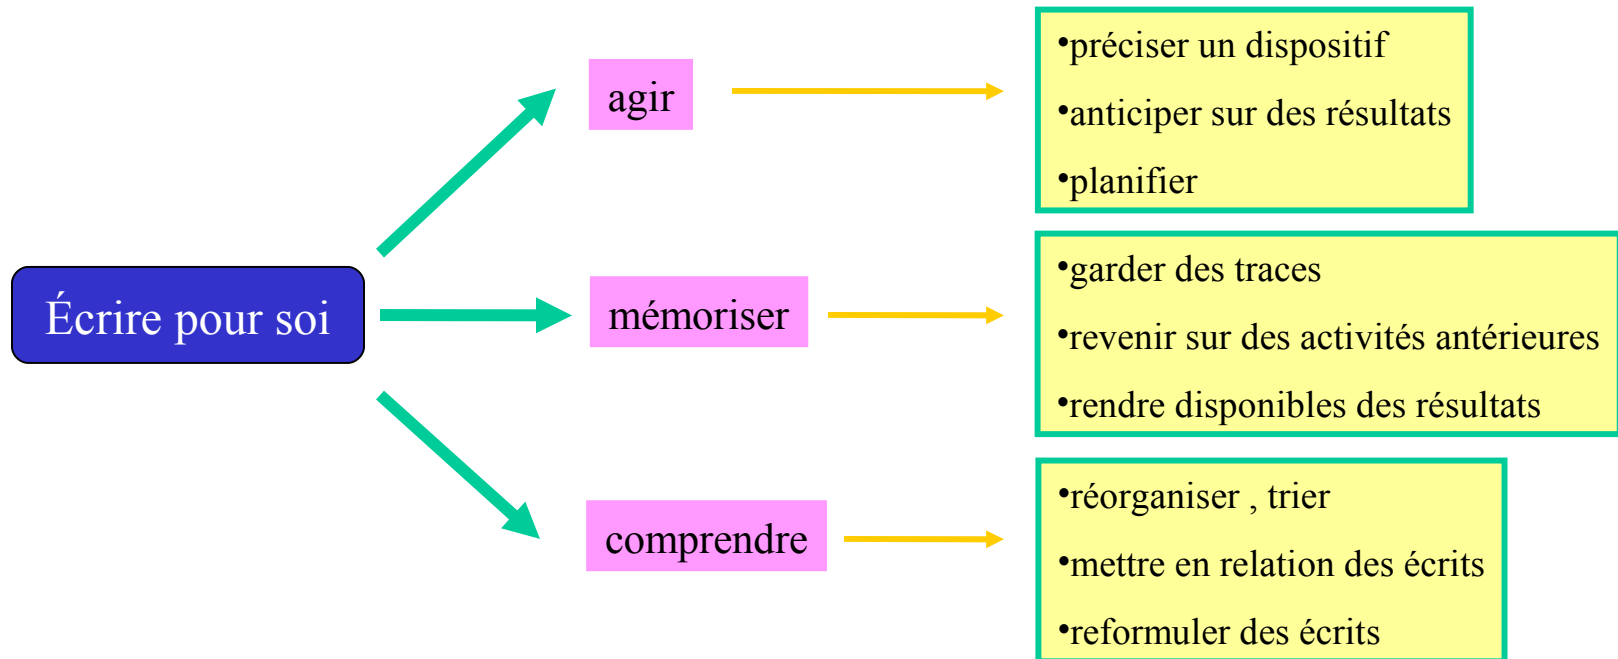 Écrire pour soi
agir
•préciser un dispositif
•anticiper sur des résultats
•planifier
mémoriser
•garder des traces
•revenir sur des activités antérieures
•rendre disponibles des résultats
comprendre
•réorganiser , trier
•mettre en relation des écrits
•reformuler des écrits